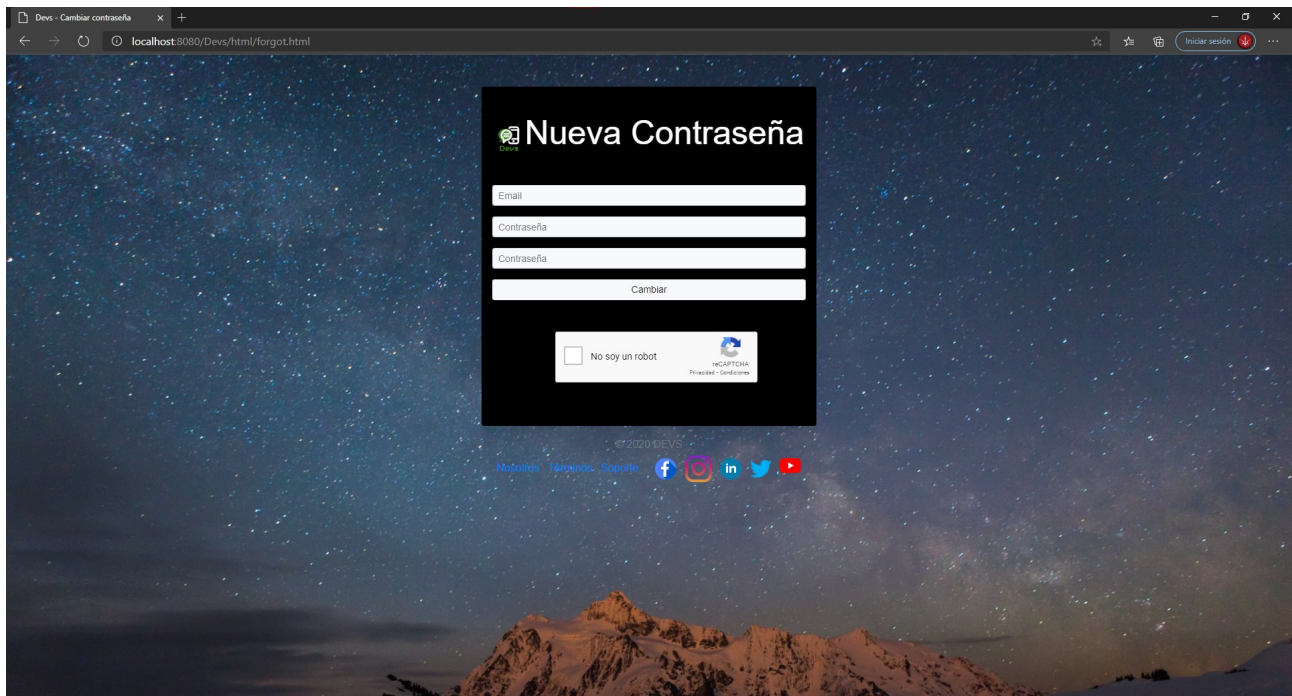 Devs - Cambiar contraseña
localhost:8080/Devs/html/forgot.html
Iniciar sesión
Devs
Nueva Contraseña
Email
Contraseña
Contraseña
Cambiar
No soy un robot
reCAPTCHA
Privacidad - Condiciones
© 2020 DEVS
Nosotros Términos Soporte
in